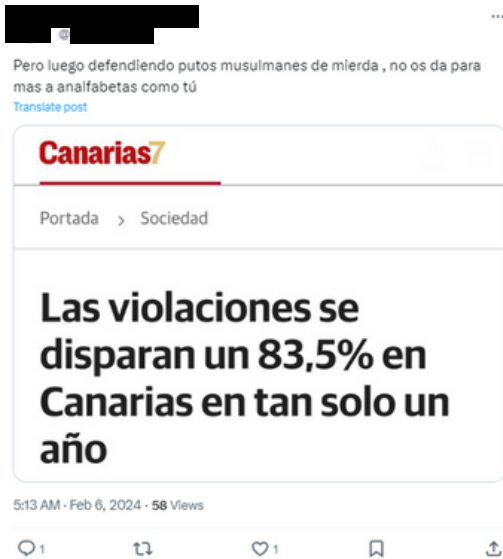 @
Pero luego defendiendo putos musulmanes de mierda , no os da para
mas a analfabetas como tú
Translate post
Canarias7
Portada > Sociedad
Las violaciones se
disparan un 83,5% en
Canarias en tan solo un
año
5:13 AM · Feb 6, 2024 · 58 Views
1 1